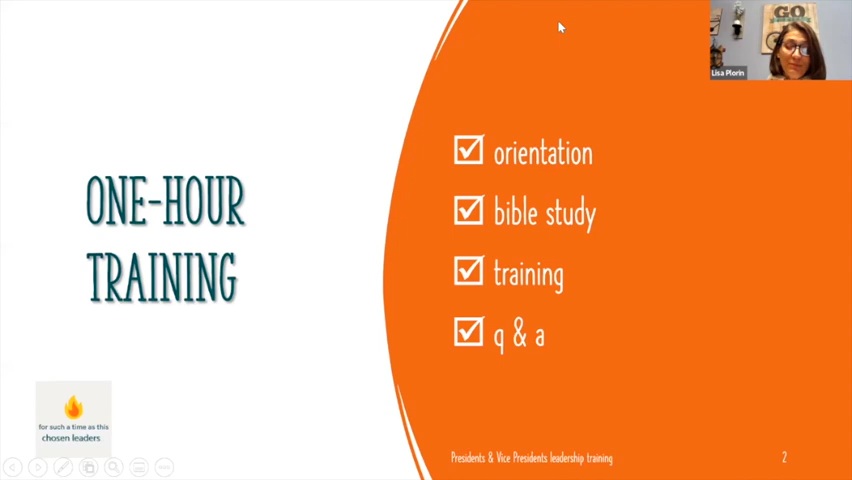 GO
Lisa Plorin
ONE-HOUR
TRAINING
orientation
bible study
training
q & a
for such a time as this
chosen leaders
Presidents & Vice Presidents leadership training
2